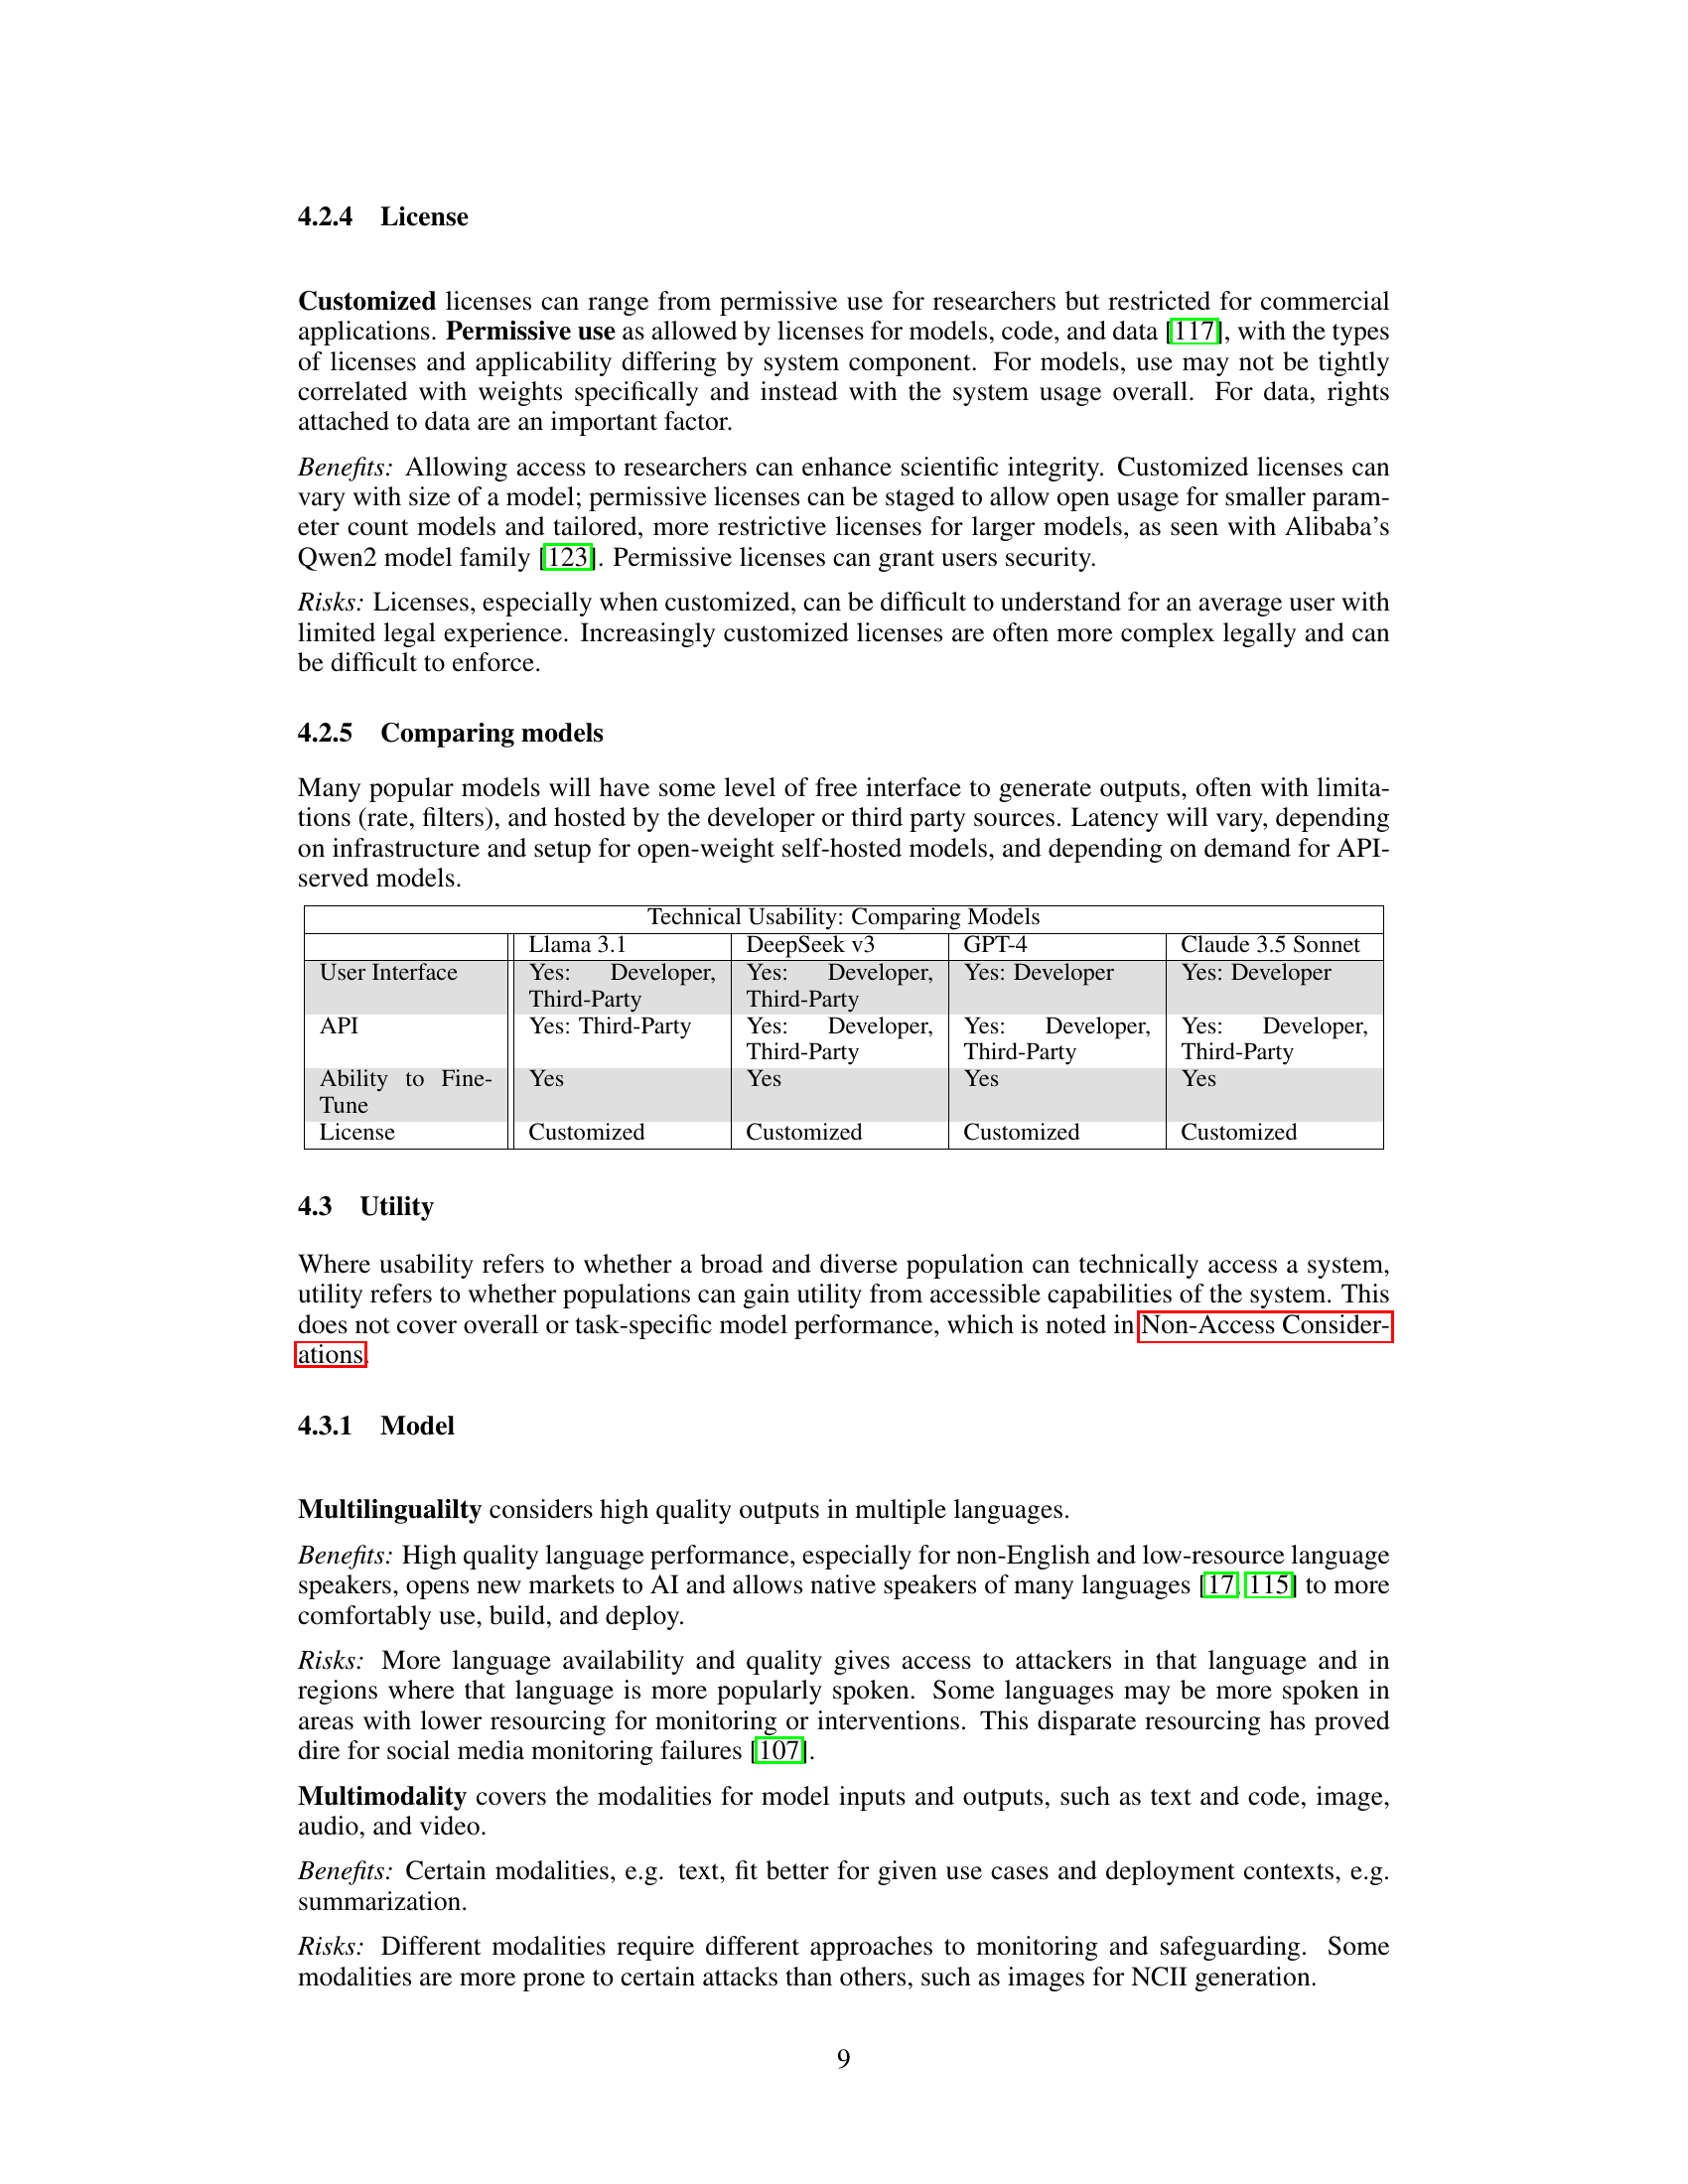 4.2.4 License
Customized licenses can range from permissive use for researchers but restricted for commercial
applications. Permissive use as allowed by licenses for models, code, and data [117], with the types
of licenses and applicability differing by system component. For models, use may not be tightly
correlated with weights specifically and instead with the system usage overall. For data, rights
attached to data are an important factor.
Benefits: Allowing access to researchers can enhance scientific integrity. Customized licenses can
vary with size of a model; permissive licenses can be staged to allow open usage for smaller param-
eter count models and tailored, more restrictive licenses for larger models, as seen with Alibaba's
Qwen2 model family [123]. Permissive licenses can grant users security.
Risks: Licenses, especially when customized, can be difficult to understand for an average user with
limited legal experience. Increasingly customized licenses are often more complex legally and can
be difficult to enforce.
4.2.5 Comparing models
Many popular models will have some level of free interface to generate outputs, often with limita-
tions (rate, filters), and hosted by the developer or third party sources. Latency will vary, depending
on infrastructure and setup for open-weight self-hosted models, and depending on demand for API-
served models.
Technical Usability: Comparing Models
Llama 3.1 DeepSeek v3 GPT-4 Claude 3.5 Sonnet
User Interface Yes: Developer, Yes: Developer, Yes: Developer Yes: Developer
Third-Party Third-Party
API Yes: Third-Party Yes: Developer, Yes: Developer, Yes: Developer,
Third-Party Third-Party Third-Party
Ability to Fine- Yes Yes Yes Yes
Tune
License Customized Customized Customized Customized
4.3 Utility
Where usability refers to whether a broad and diverse population can technically access a system,
utility refers to whether populations can gain utility from accessible capabilities of the system. This
does not cover overall or task-specific model performance, which is noted in Non-Access Consider-
ations.
4.3.1 Model
Multilingualilty considers high quality outputs in multiple languages.
Benefits: High quality language performance, especially for non-English and low-resource language
speakers, opens new markets to AI and allows native speakers of many languages [17, 115] to more
comfortably use, build, and deploy.
Risks: More language availability and quality gives access to attackers in that language and in
regions where that language is more popularly spoken. Some languages may be more spoken in
areas with lower resourcing for monitoring or interventions. This disparate resourcing has proved
dire for social media monitoring failures [107].
Multimodality covers the modalities for model inputs and outputs, such as text and code, image,
audio, and video.
Benefits: Certain modalities, e.g. text, fit better for given use cases and deployment contexts, e.g.
summarization.
Risks: Different modalities require different approaches to monitoring and safeguarding. Some
modalities are more prone to certain attacks than others, such as images for NCII generation.
9